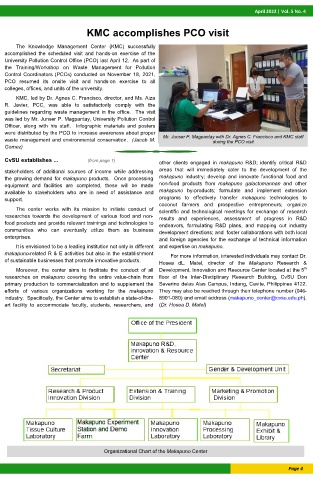 April 2022 | Vol. 5 No. 4
KMC accomplishes PCO visit
The Knowledge Management Center (KMC) successfully
accomplished the scheduled visit and hands-on exercise of the
University Pollution Control Office (PCO) last April 12. As part of
the Training/Workshop on Waste Management for Pollution
Control Coordinators (PCCs) conducted on November 18, 2021,
PCO resumed its onsite visit and hands-on exercise to all
colleges, offices, and units of the university.
KMC, led by Dr. Agnes C. Francisco, director, and Ms. Aiza
R. Javier, PCC, was able to satisfactorily comply with the
guidelines regarding waste management in the office. The visit
was led by Mr. Junser P. Magpantay, University Pollution Control
Officer, along with his staff. Infographic materials and posters
were distributed by the PCO to increase awareness about proper
waste management and environmental conservation. (Jacob M.
Gomez)
Mr. Junser P. Magpantay with Dr. Agnes C. Francisco and KMC staff
during the PCO visit
CvSU establishes ... (from page 1)
stakeholders of additional sources of income while addressing
the growing demand for makapuno products. Once processing
equipment and facilities are completed, these will be made
available to stakeholders who are in need of assistance and
support.
The center works with its mission to initiate conduct of
researches towards the development of various food and non-
food products and provide relevant trainings and technologies to
communities who can eventually utilize them as business
enterprises.
It is envisioned to be a leading institution not only in different
makapuno-related R & E activities but also in the establishment
of sustainable businesses that promote innovative products.
Moreover, the center aims to facilitate the conduct of all
researches on makapuno covering the entire value-chain from
primary production to commercialization and to supplement the
efforts of various organizations working for the makapuno
industry. Specifically, the Center aims to establish a state-of-the-
art facility to accommodate faculty, students, researchers, and
other clients engaged in makapuno R&D; identify critical R&D
areas that will immediately cater to the development of the
makapuno industry; develop and innovate functional food and
non-food products from makapuno galactomannan and other
makapuno by-products; formulate and implement extension
programs to effectively transfer makapuno technologies to
coconut farmers and prospective entrepreneurs; organize
scientific and technological meetings for exchange of research
results and experiences, assessment of progress in R&D
endeavors, formulating R&D plans, and mapping out industry
development directions; and foster collaborations with both local
and foreign agencies for the exchange of technical information
and expertise on makapuno.
For more information, interested individuals may contact Dr.
Hosea dL. Matel, director of the Makapuno Research &
Development, Innovation and Resource Center located at the 5th
floor of the Inter-Disciplinary Research Building, CvSU Don
Severino delas Alas Campus, Indang, Cavite, Philippines 4122.
They may also be reached through their telephone number (046-
8901-080) and email address (makapuno_center@cvsu.edu.ph).
(Dr. Hosea D. Matel)
Office of the President
Makapuno R&D,
Innovation & Resource
Center
Secretariat
Gender & Development Unit
Research & Product
Innovation Division
Extension & Training
Division
Marketing & Promotion
Division
Makapuno
Tissue Culture
Laboratory
Makapuno Experiment
Station and Demo
Farm
Makapuno
Innovation
Laboratory
Makapuno
Processing
Laboratory
Makapuno
Exhibit &
Library
Organizational Chart of the Makapuno Center
Page 4